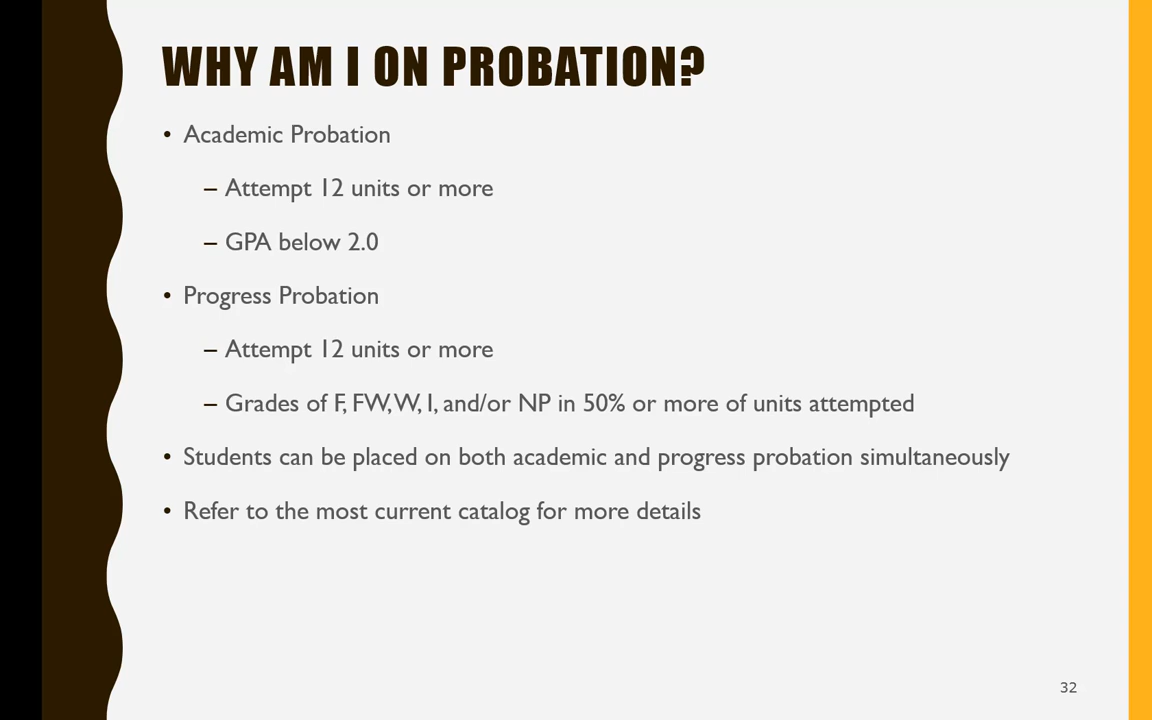 WHY AM I ON PROBATION?
• Academic Probation
– Attempt 12 units or more
– GPA below 2.0
• Progress Probation
– Attempt 12 units or more
– Grades of F, FW, W, I, and/or NP in 50% or more of units attempted
• Students can be placed on both academic and progress probation simultaneously
• Refer to the most current catalog for more details
32